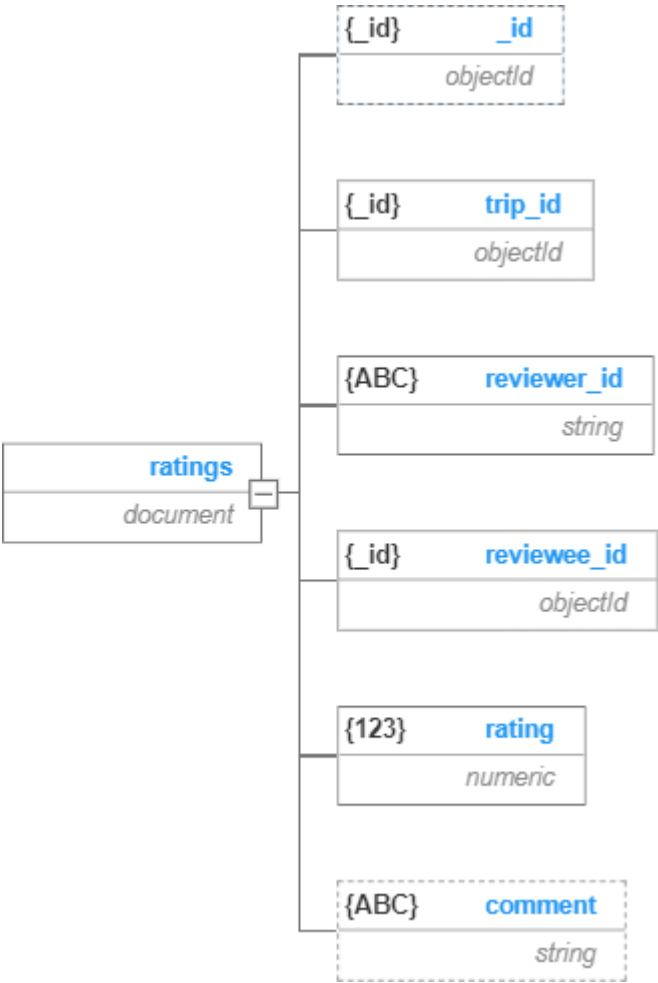 {_id} _id
objectId
{_id} trip_id
objectId
{ABC} reviewer_id
string
ratings
document
{_id} reviewee_id
objectId
{123} rating
numeric
{ABC} comment
string